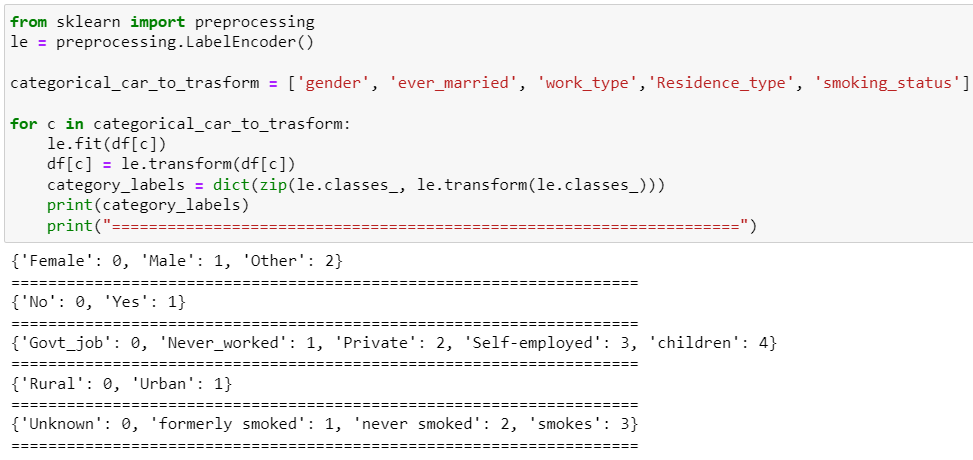 from sklearn import preprocessing
le = preprocessing.LabelEncoder()
categorical_car_to_trasform = ['gender', 'ever_married', 'work_type','Residence_type', 'smoking_status']
for c in categorical_car_to_trasform:
    le.fit(df[c])
    df[c] = le.transform(df[c])
    category_labels = dict(zip(le.classes_, le.transform(le.classes_)))
    print(category_labels)
    print("====================================================================")
{'Female': 0, 'Male': 1, 'Other': 2}
====================================================================
{'No': 0, 'Yes': 1}
====================================================================
{'Govt_job': 0, 'Never_worked': 1, 'Private': 2, 'Self-employed': 3, 'children': 4}
====================================================================
{'Rural': 0, 'Urban': 1}
====================================================================
{'Unknown': 0, 'formerly smoked': 1, 'never smoked': 2, 'smokes': 3}
====================================================================